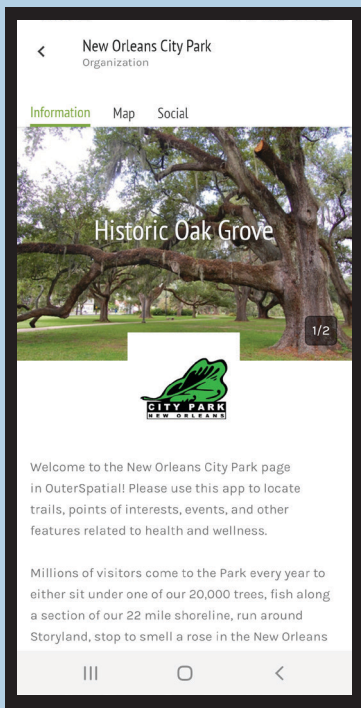 New Orleans City Park
Organization
Information Map Social
Historic Oak Grove
1/2
CITY PARK
NEW ORLEANS
Welcome to the New Orleans City Park page
in OuterSpatial! Please use this app to locate
trails, points of interests, events, and other
features related to health and wellness.
Millions of visitors come to the Park every year to
either sit under one of our 20,000 trees, fish along
a section of our 22 mile shoreline, run around
Storyland, stop to smell a rose in the New Orleans